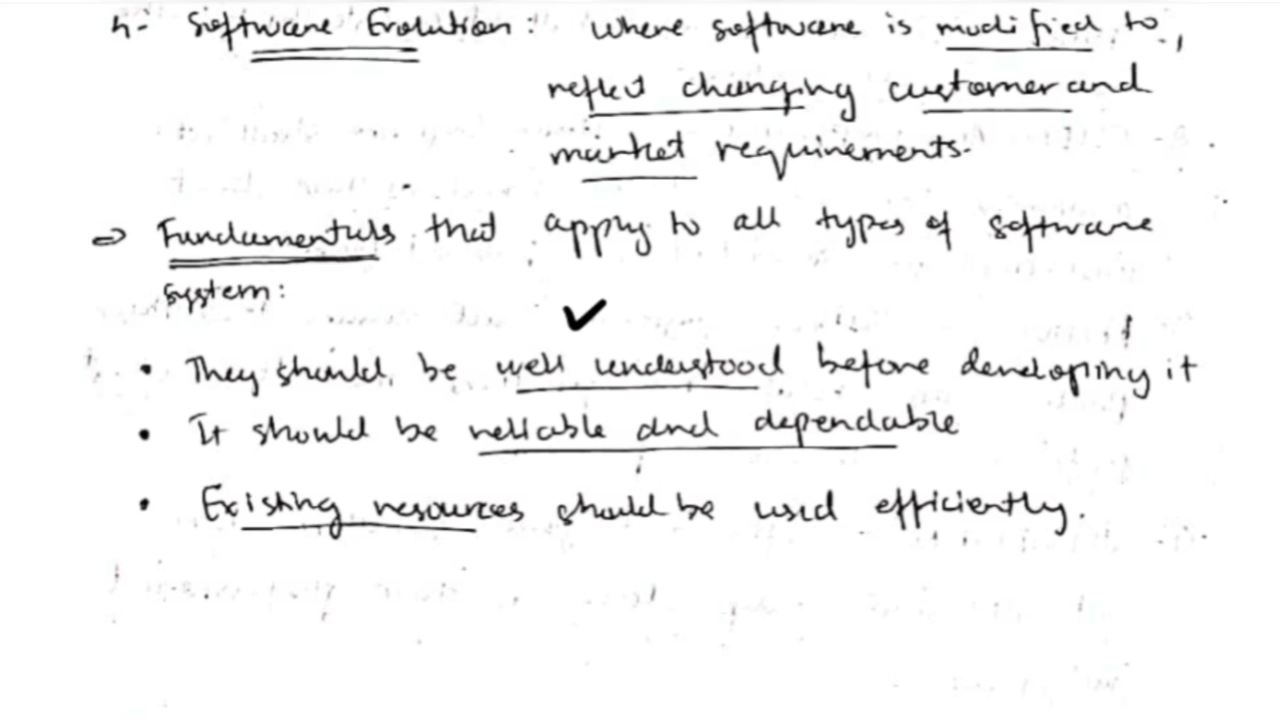 4- Software Evolution: Where software is modified to,
reflect changing customer and
market requirements.
⇒ Fundamentals that apply to all types of software
system:
• They should be well understood before developing it
• It should be reliable and dependable
• Existing resources should be used efficiently.